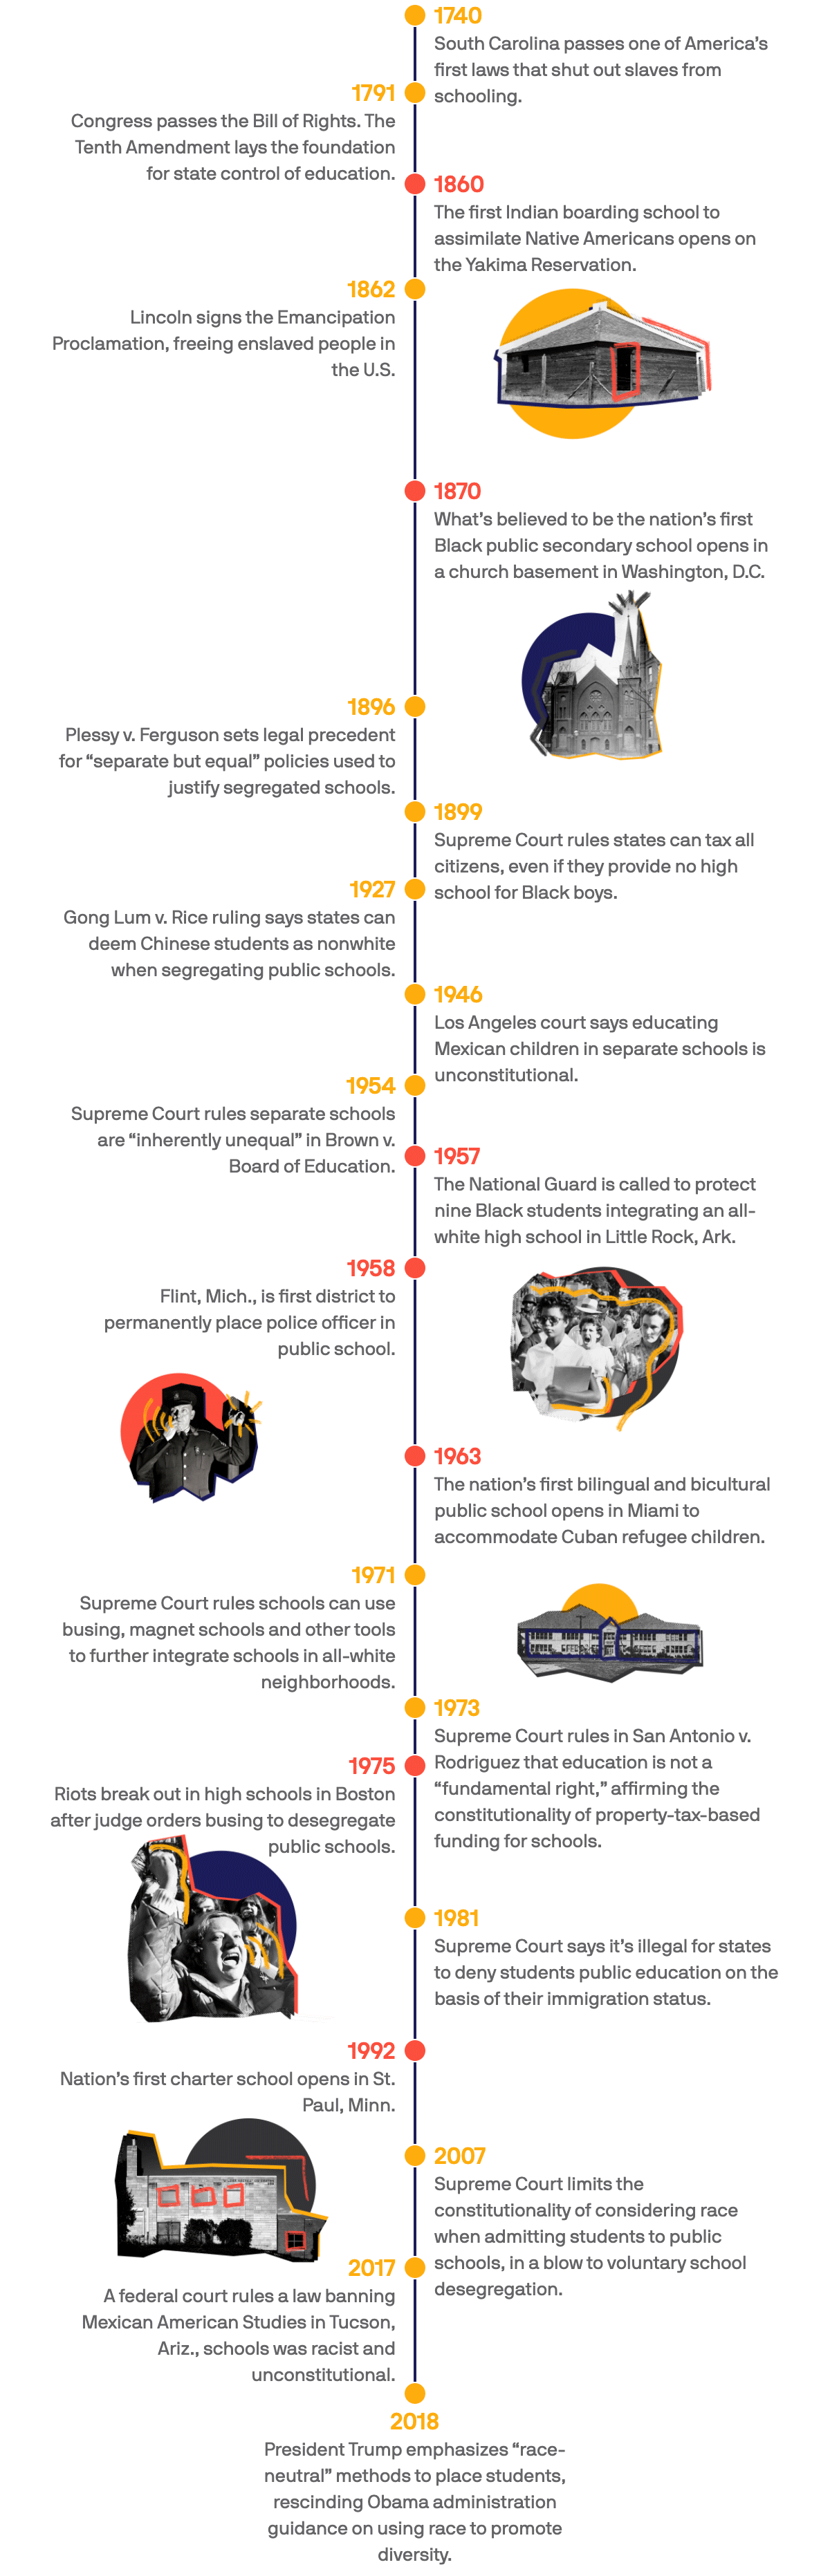 1740
South Carolina passes one of America’s
first laws that shut out slaves from
schooling.
1791
Congress passes the Bill of Rights. The
Tenth Amendment lays the foundation
for state control of education.
1860
The first Indian boarding school to
assimilate Native Americans opens on
the Yakima Reservation.
1862
Lincoln signs the Emancipation
Proclamation, freeing enslaved people in
the U.S.
1870
What’s believed to be the nation’s first
Black public secondary school opens in
a church basement in Washington, D.C.
1896
Plessy v. Ferguson sets legal precedent
for “separate but equal” policies used to
justify segregated schools.
1899
Supreme Court rules states can tax all
citizens, even if they provide no high
school for Black boys.
1927
Gong Lum v. Rice ruling says states can
deem Chinese students as nonwhite
when segregating public schools.
1946
Los Angeles court says educating
Mexican children in separate schools is
unconstitutional.
1954
Supreme Court rules separate schools
are “inherently unequal” in Brown v.
Board of Education.
1957
The National Guard is called to protect
nine Black students integrating an all-
white high school in Little Rock, Ark.
1958
Flint, Mich., is first district to
permanently place police officer in
public school.
1963
The nation’s first bilingual and bicultural
public school opens in Miami to
accommodate Cuban refugee children.
1971
Supreme Court rules schools can use
busing, magnet schools and other tools
to further integrate schools in all-white
neighborhoods.
1973
Supreme Court rules in San Antonio v.
Rodriguez that education is not a
“fundamental right,” affirming the
constitutionality of property-tax-based
funding for schools.
1975
Riots break out in high schools in Boston
after judge orders busing to desegregate
public schools.
1981
Supreme Court says it’s illegal for states
to deny students public education on the
basis of their immigration status.
1992
Nation’s first charter school opens in St.
Paul, Minn.
2007
Supreme Court limits the
constitutionality of considering race
when admitting students to public
schools, in a blow to voluntary school
desegregation.
2017
A federal court rules a law banning
Mexican American Studies in Tucson,
Ariz., schools was racist and
unconstitutional.
2018
President Trump emphasizes “race-
neutral” methods to place students,
rescinding Obama administration
guidance on using race to promote
diversity.